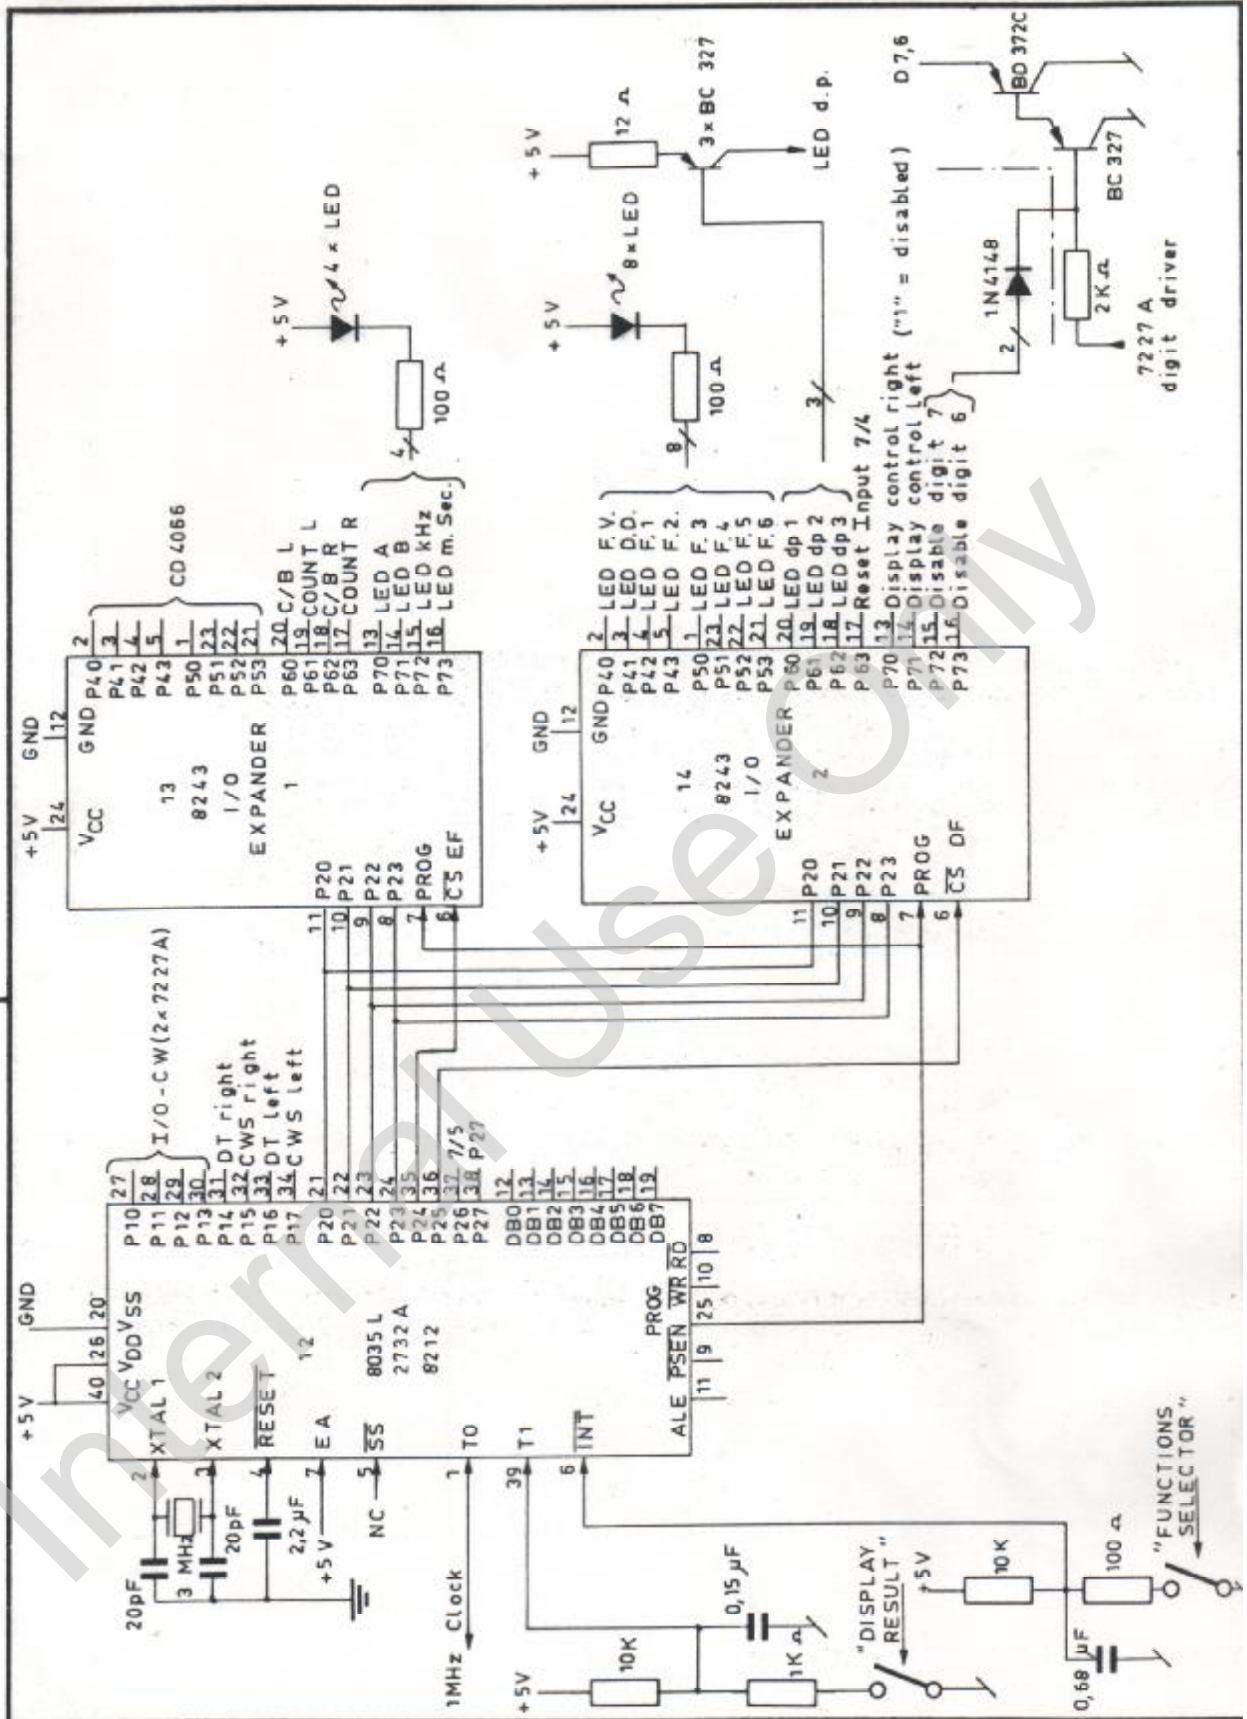 +5V
GND
40
26
20
VCC
VDD
VSS
2
XTAL 1
3
XTAL 2
4
RESET
7
EA
5
SS
1
T0
39
T1
6
INT
20pF
3 MHz
20pF
2,2 µF
+5V
NC
1MHz Clock
12
8035 L
2732 A
8212
P10 27
P11 28
P12 29
P13 30
P14 31 DT right
P15 32 CWS right
P16 33 DT left
P17 34 CWS left
I/O-CW(2x7227A)
P20 21
P21 22
P22 23
P23 24
P24 35
P25 36
P26 37 7/5
P27 38 P27
DB0 12
DB1 13
DB2 14
DB3 15
DB4 16
DB5 17
DB6 18
DB7 19
ALE
PSEN
PROG
WR
RD
11
9
25
10
8
+5V
10K
0,15 µF
1K Ω
"DISPLAY
RESULT"
+5V
10K
100 Ω
0,68 µF
"FUNCTIONS
SELECTOR"
+5V
GND
24
12
VCC
GND
13
8243
I/O
EXPANDER
1
11 P20
10 P21
9 P22
8 P23
7 PROG
6 CS EF
P40 2
P41 3
P42 4
P43 5
P50 1
P51 23
P52 22
P53 21
CD 4066
P60 20 C/B L
P61 19 COUNT L
P62 18 C/B R
P63 17 COUNT R
P70 13 LED A
P71 14 LED B
P72 15 LED kHz
P73 16 LED m. Sec.
4
100 Ω
+5V
4 x LED
+5V
GND
24
12
VCC
GND
14
8243
I/O
EXPANDER
2
11 P20
10 P21
9 P22
8 P23
7 PROG
6 CS DF
P40 2 LED F.V.
P41 3 LED D.D.
P42 4 LED F.1
P43 5 LED F.2.
P50 1 LED F.3
P51 23 LED F.4
P52 22 LED F.5
P53 21 LED F.6
P60 20 LED dp 1
P61 19 LED dp 2
P62 18 LED dp 3
P63 17 Reset Input 7/4
P70 13 Display control right ("1" = disabled)
P71 14 Display control left
P72 15 Disable digit 7
P73 16 Disable digit 6
8
100 Ω
+5V
8xLED
3
+5V
12 Ω
3x BC 327
LED d.p.
2
1N4148
2KΩ
7227 A
digit driver
BC 327
BD 372C
D 7,6
Internal Use Only